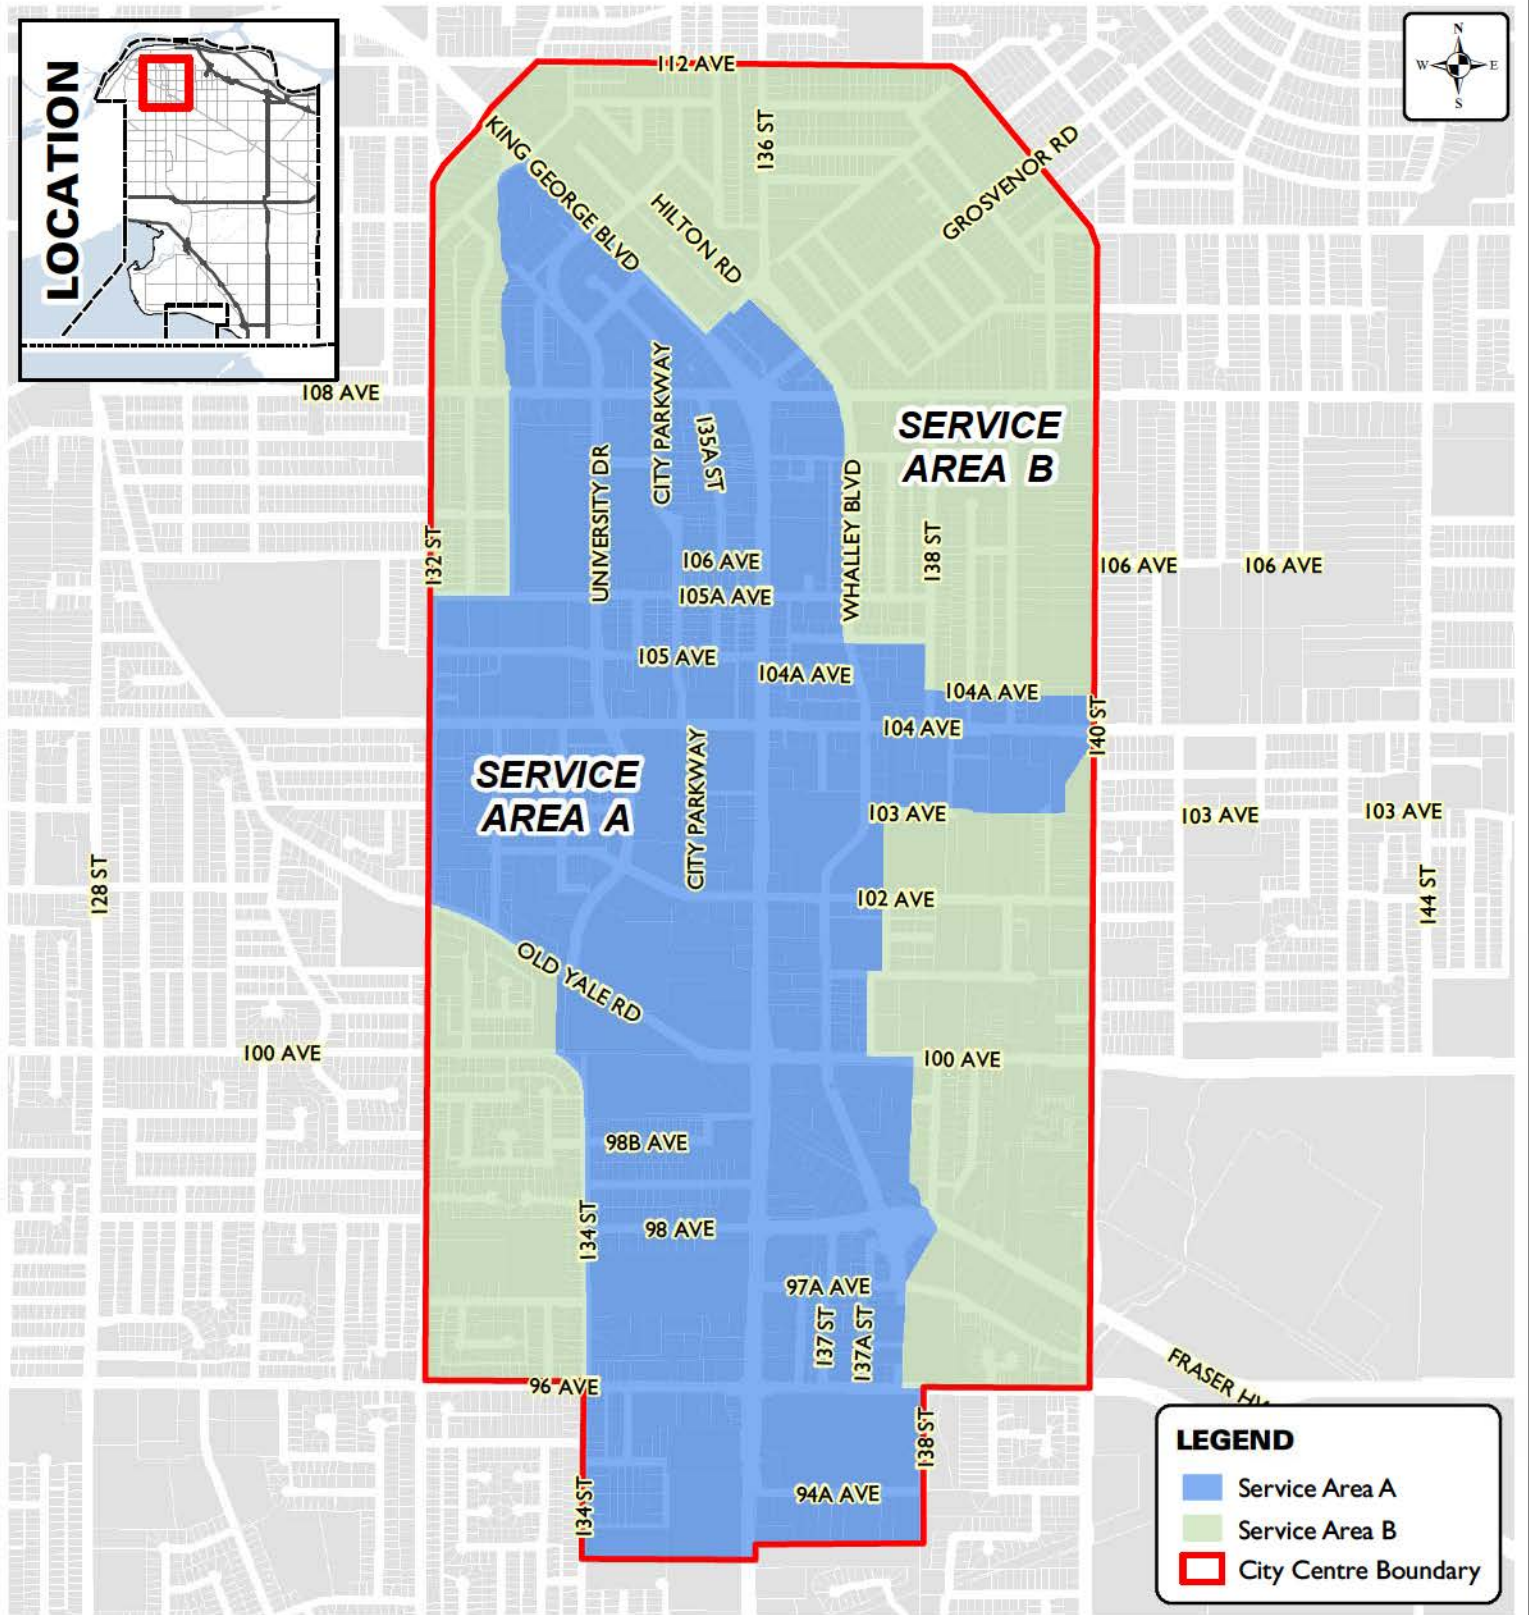 LOCATION
N
W
E
S
112 AVE
136 ST
KING GEORGE BLVD
HILTON RD
GROSVENOR RD
108 AVE
CITY PARKWAY
135A ST
SERVICE
AREA B
UNIVERSITY DR
WHALLEY BLVD
132 ST
138 ST
106 AVE
106 AVE
106 AVE
105A AVE
105 AVE
104A AVE
104A AVE
104 AVE
140 ST
SERVICE
AREA A
CITY PARKWAY
103 AVE
103 AVE
103 AVE
128 ST
102 AVE
144 ST
OLD YALE RD
100 AVE
100 AVE
98B AVE
134 ST
98 AVE
97A AVE
137 ST
137A ST
96 AVE
FRASER HW
138 ST
134 ST
94A AVE
LEGEND
Service Area A
Service Area B
City Centre Boundary